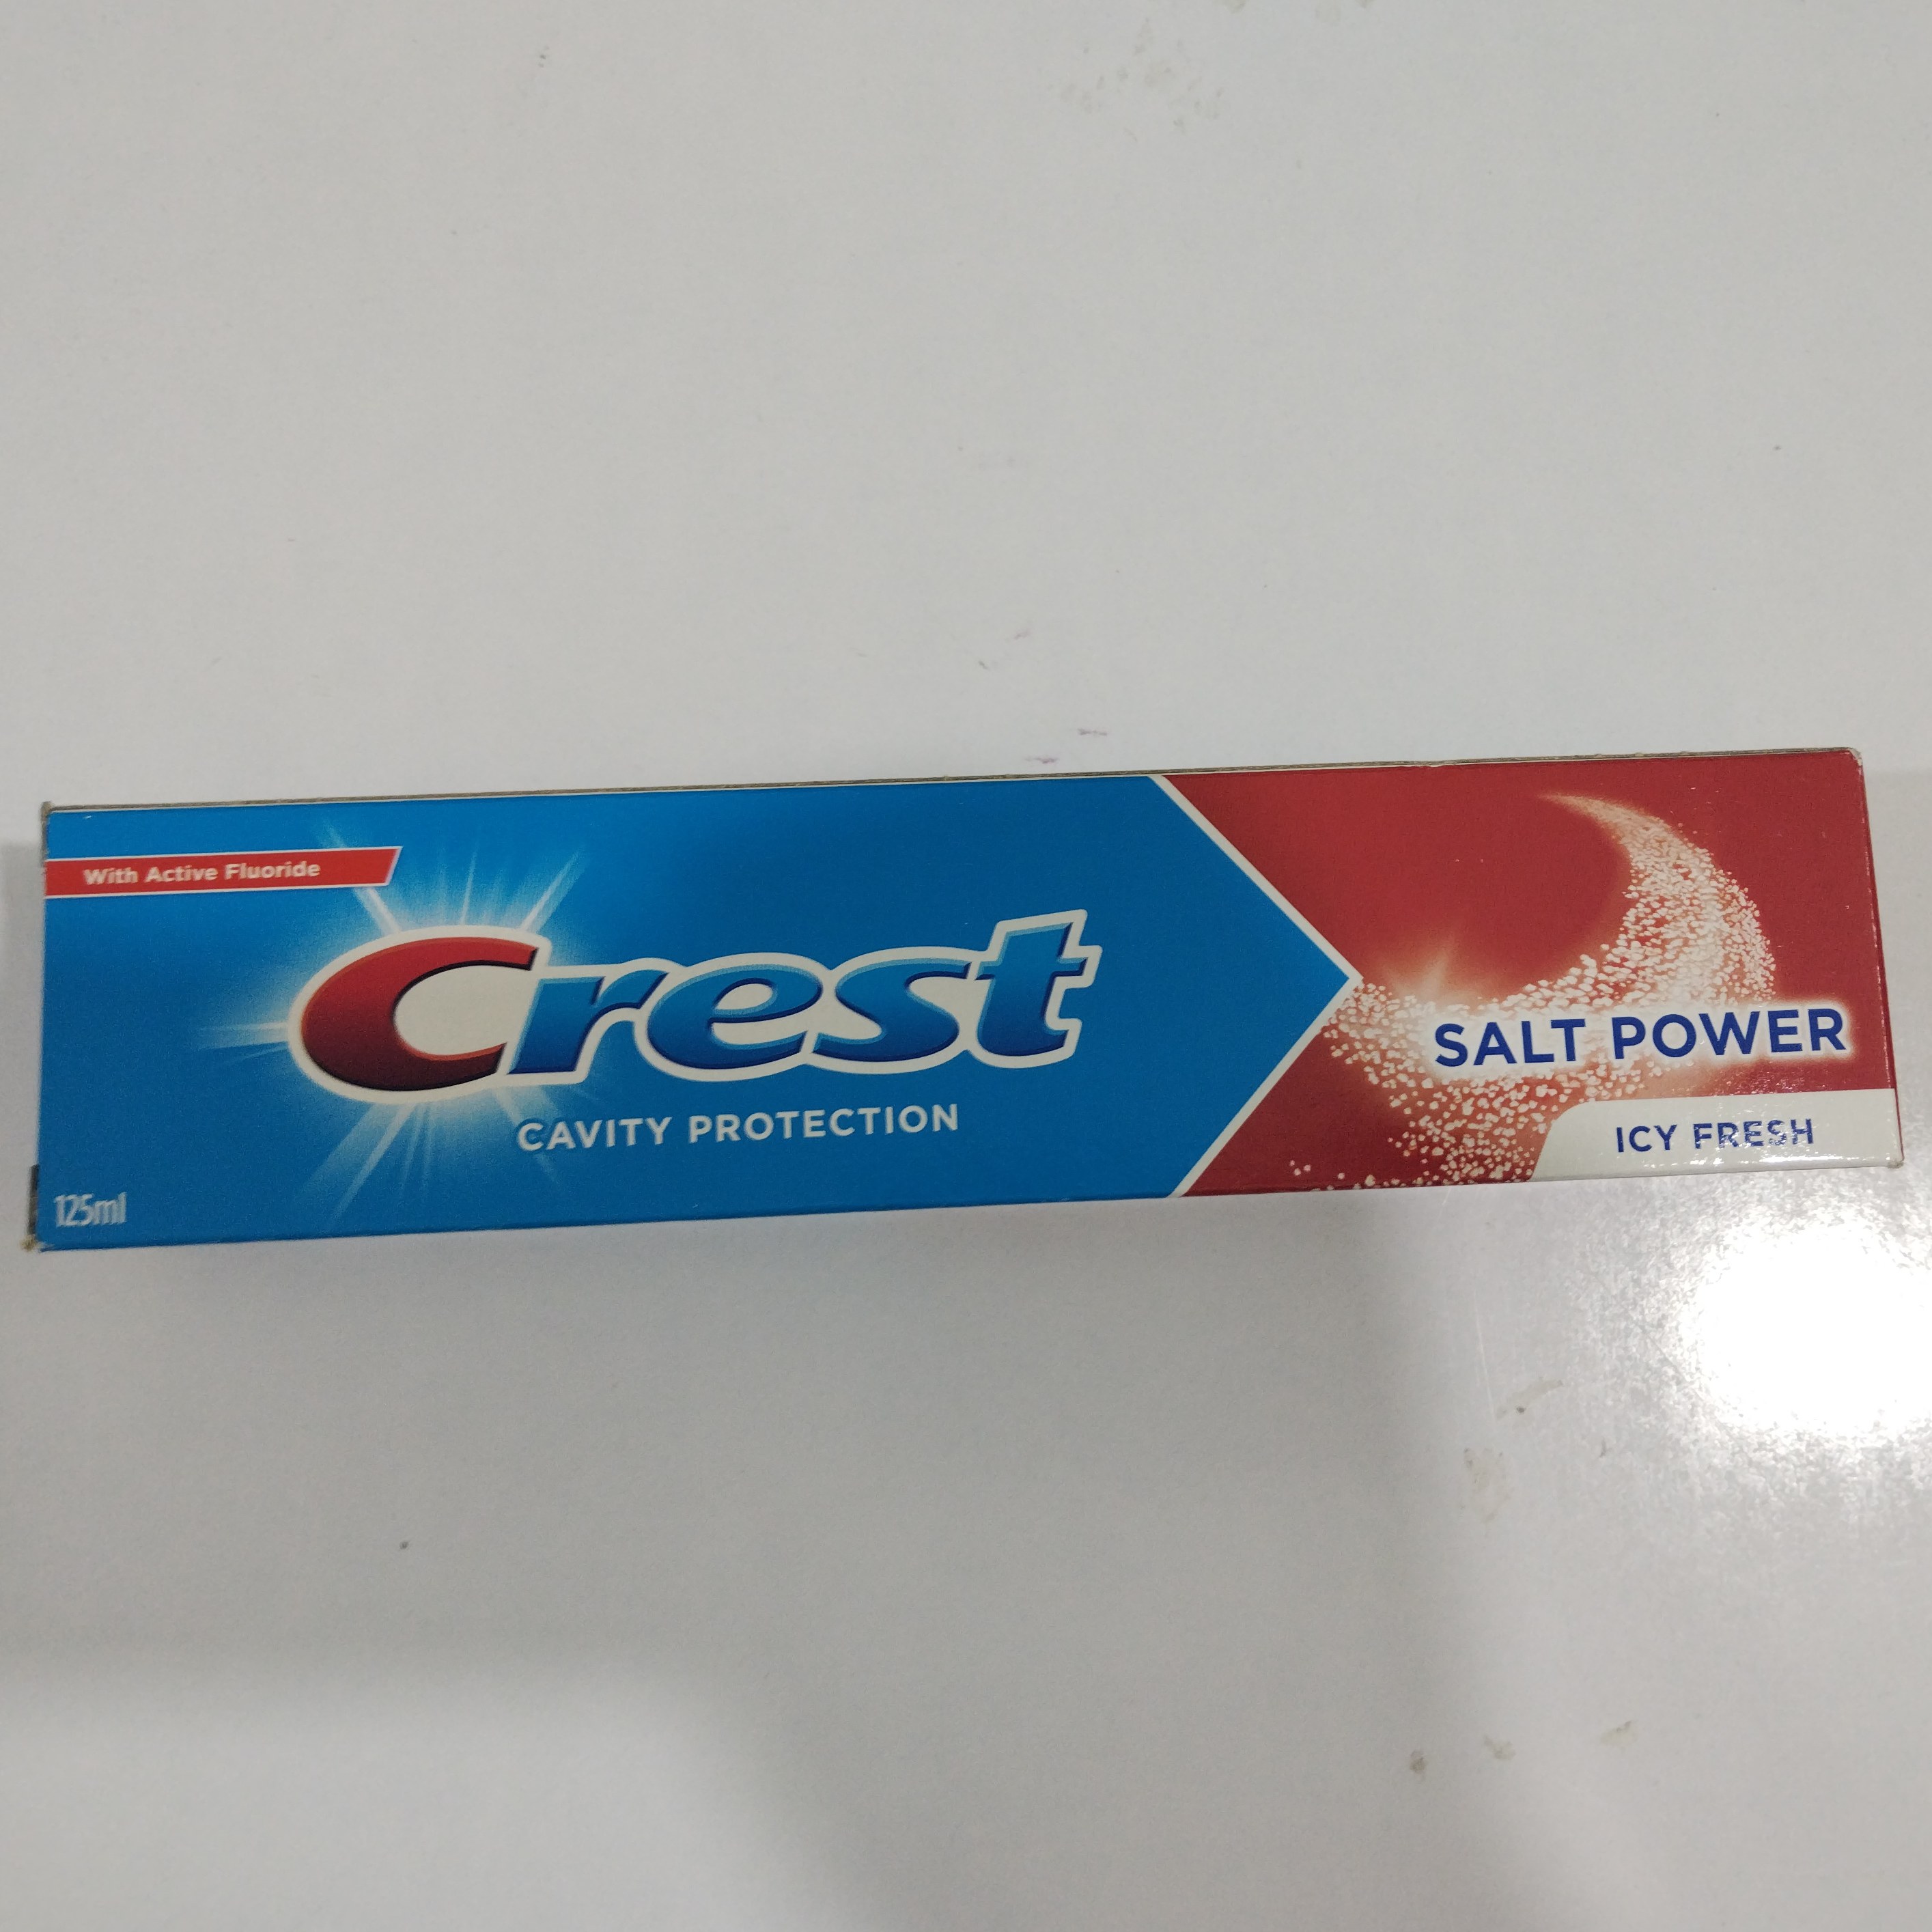 With Active Fluoride
Crest
CAVITY PROTECTION
125ml
SALT POWER
ICY FRESH